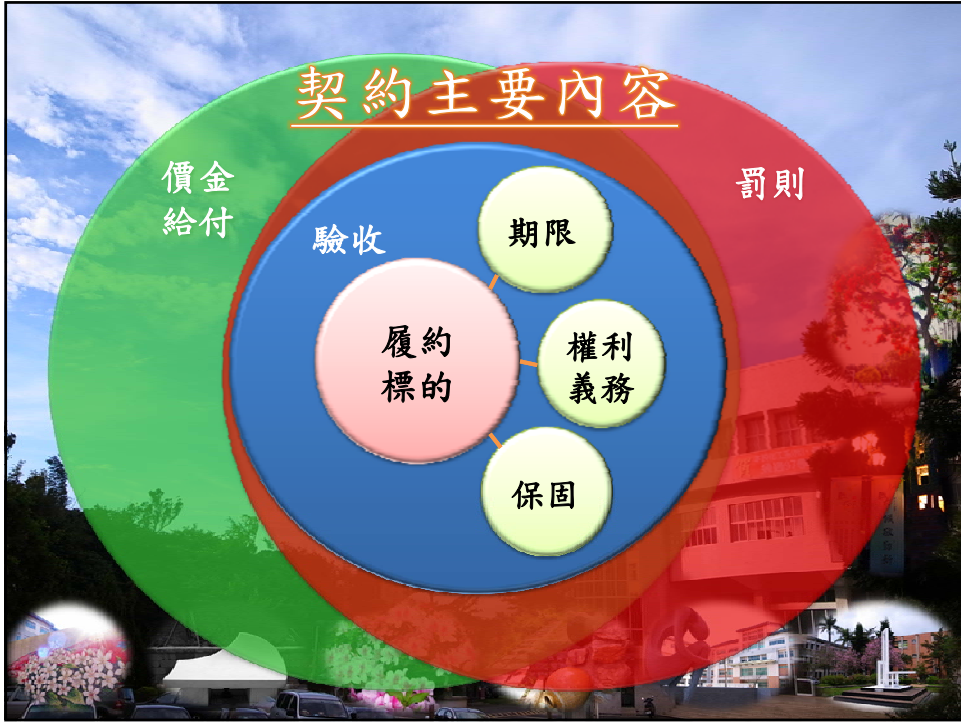 契約主要內容
價金
給付
罰則
驗收
期限
履約
標的
權利
義務
保固